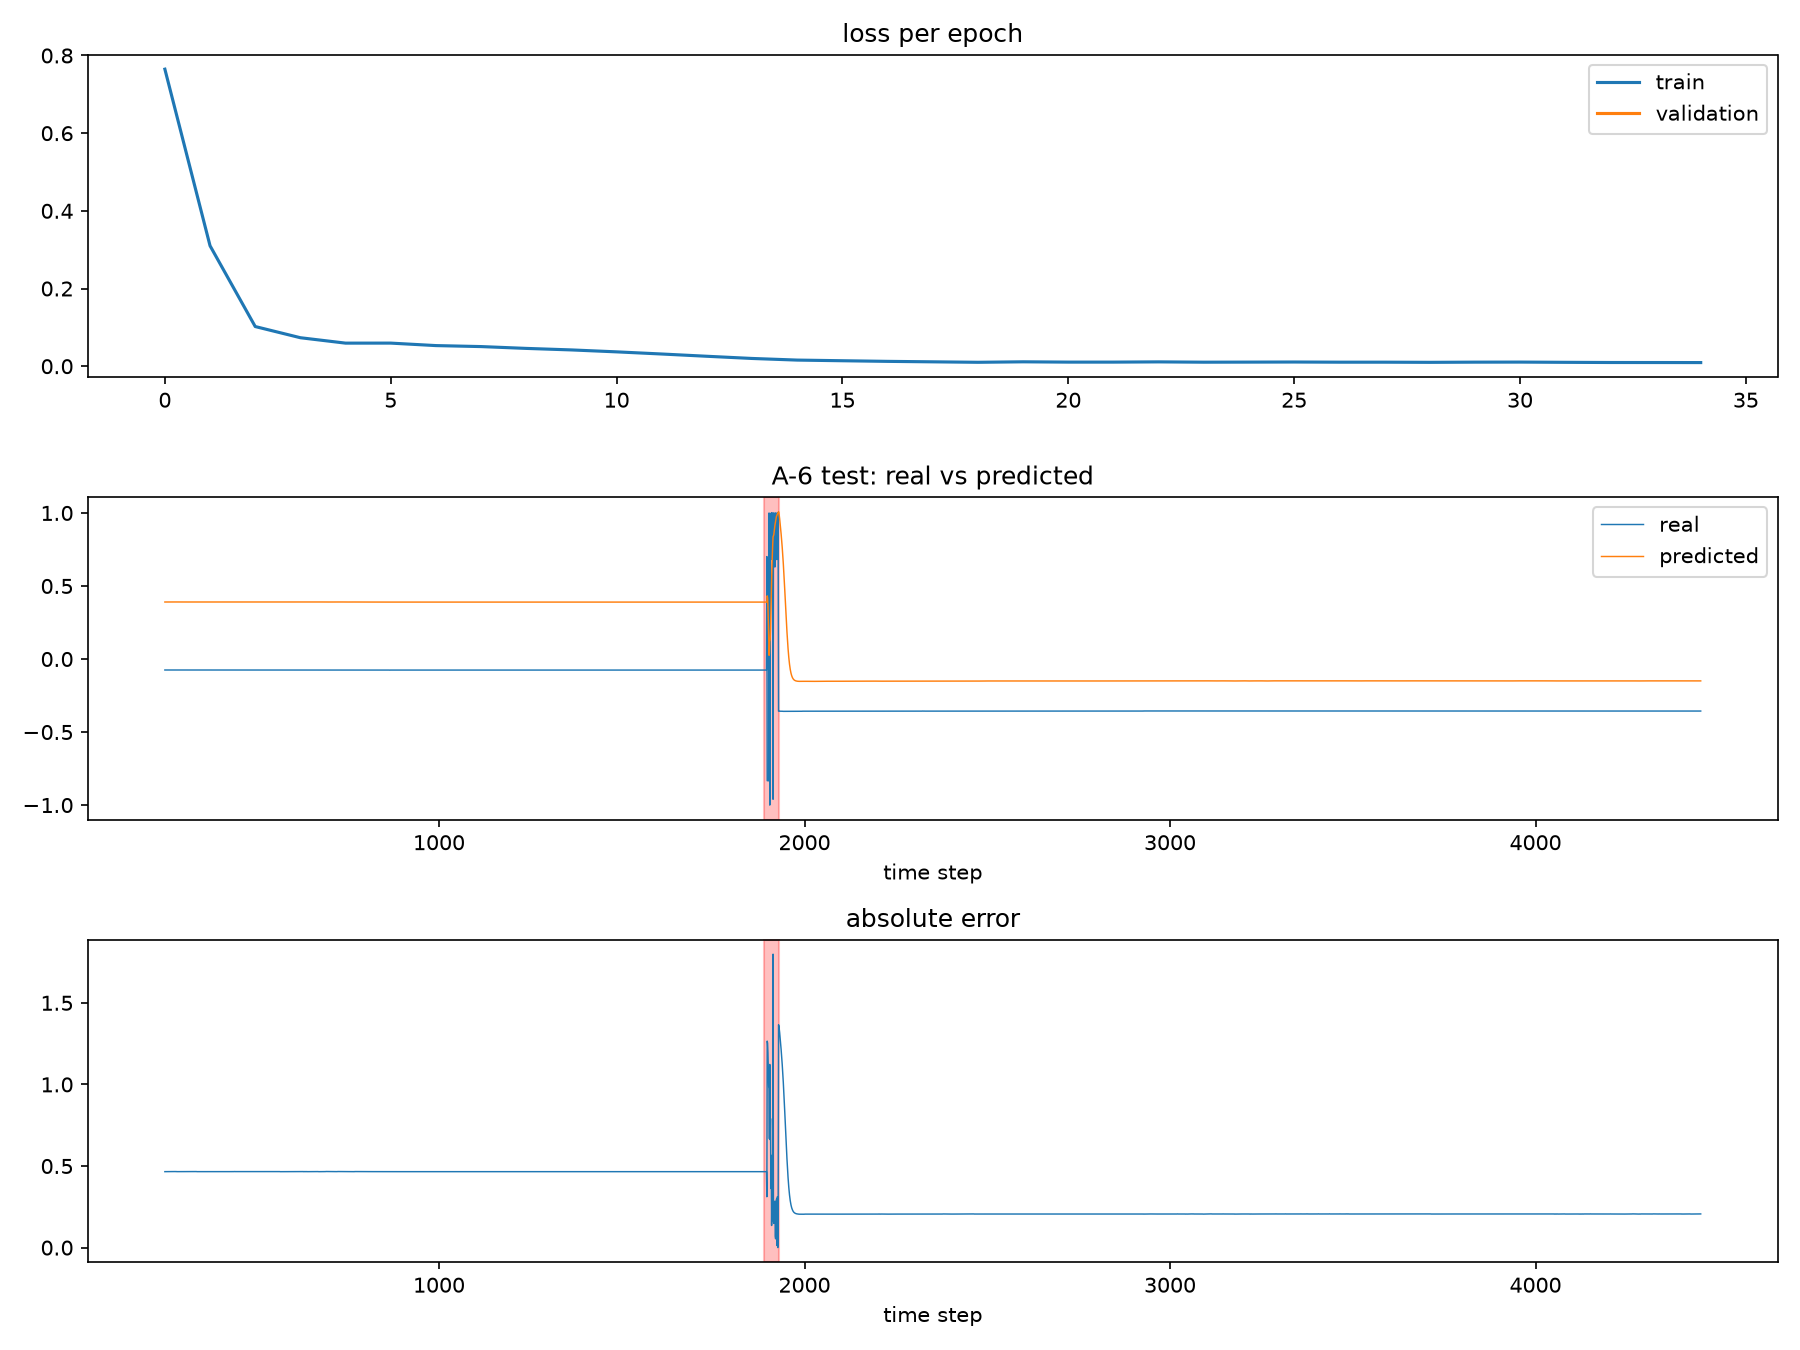 loss per epoch
0.8
0.6
0.4
0.2
0.0
train
validation
0 5 10 15 20 25 30 35
A-6 test: real vs predicted
1.0
0.5
0.0
−0.5
−1.0
real
predicted
1000 2000 3000 4000
time step
absolute error
1.5
1.0
0.5
0.0
1000 2000 3000 4000
time step